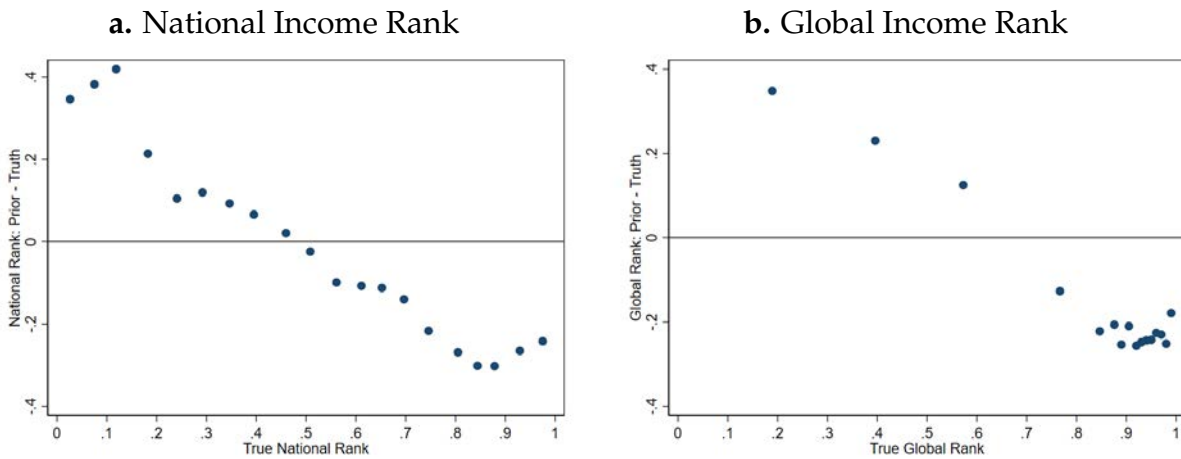 a. National Income Rank
National Rank: Prior - Truth
.4
.2
0
-.2
-.4
0 .1 .2 .3 .4 .5 .6 .7 .8 .9 1
True National Rank
b. Global Income Rank
Global Rank: Prior - Truth
.4
.2
0
-.2
-.4
0 .1 .2 .3 .4 .5 .6 .7 .8 .9 1
True Global Rank